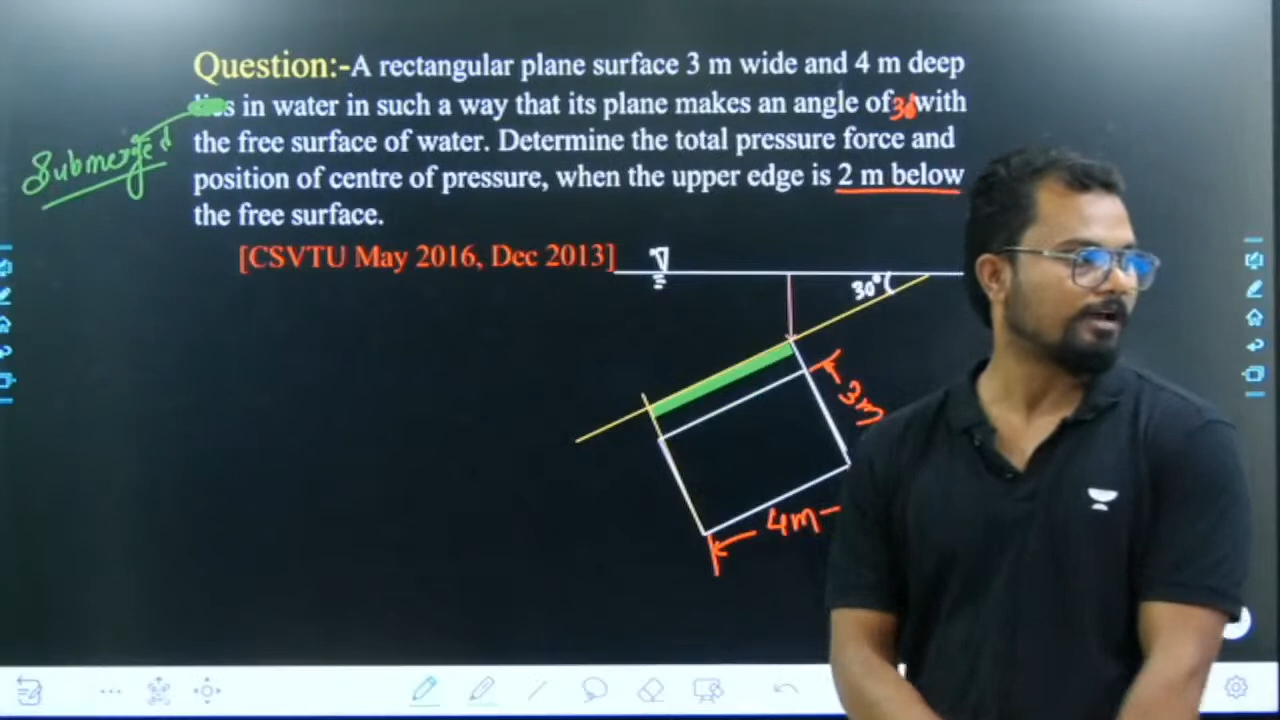 Question:-A rectangular plane surface 3 m wide and 4 m deep
lies in water in such a way that its plane makes an angle of 30 with
Submerged
the free surface of water. Determine the total pressure force and
position of centre of pressure, when the upper edge is 2 m below
the free surface.
[CSVTU May 2016, Dec 2013]
30°
3m
4m